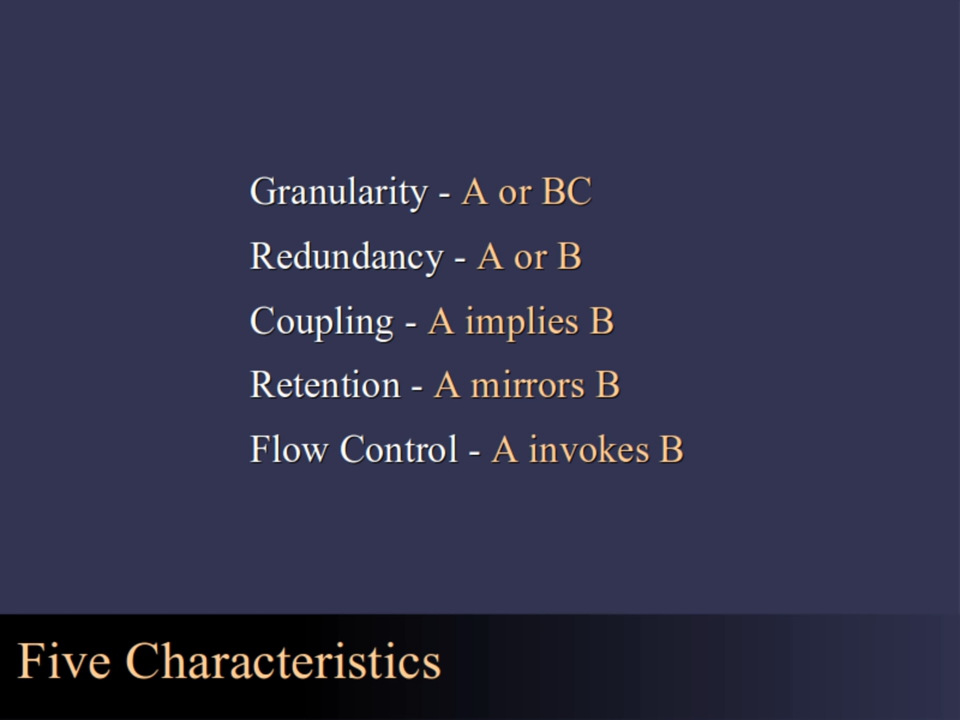 Granularity - A or BC
Redundancy - A or B
Coupling - A implies B
Retention - A mirrors B
Flow Control - A invokes B
Five Characteristics